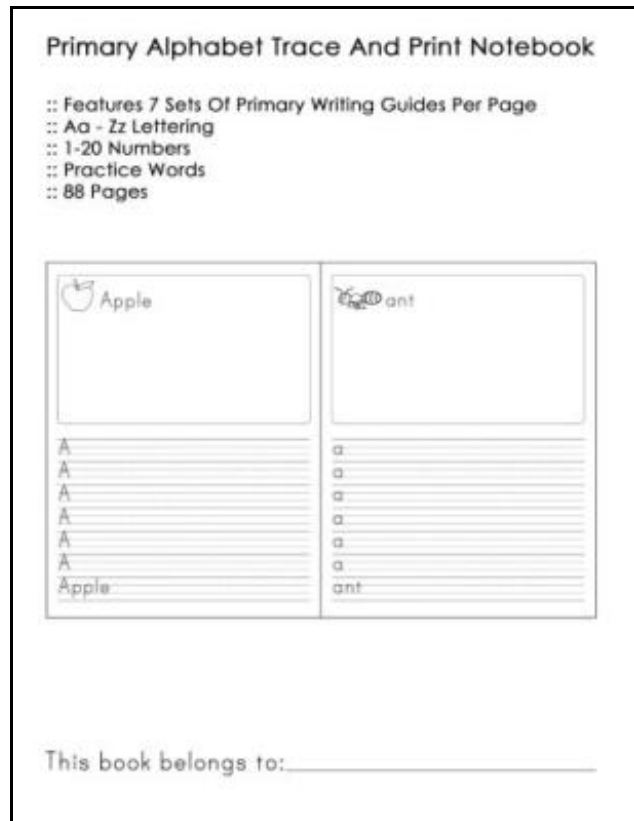 Primary Alphabet Trace And Print Notebook
:: Features 7 Sets Of Primary Writing Guides Per Page
:: Aa - Zz Lettering
:: 1-20 Numbers
:: Practice Words
:: 88 Pages
Apple
A
A
A
A
A
A
Apple
ant
a
a
a
a
a
a
ant
This book belongs to: